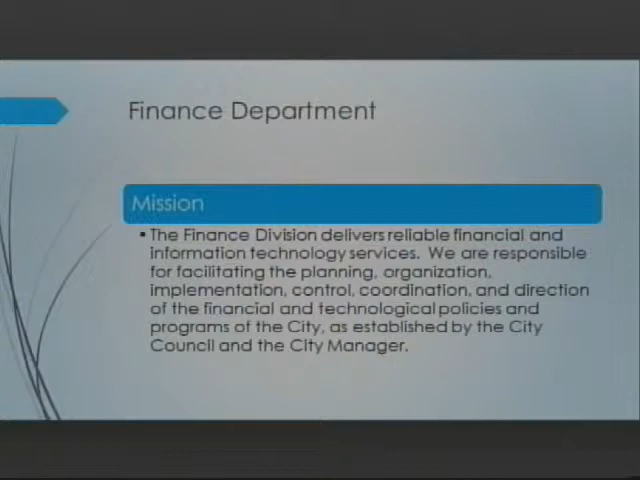 Finance Department
Mission
▪ The Finance Division delivers reliable financial and
information technology services. We are responsible
for facilitating the planning, organization,
implementation, control, coordination, and direction
of the financial and technological policies and
programs of the City, as established by the City
Council and the City Manager.